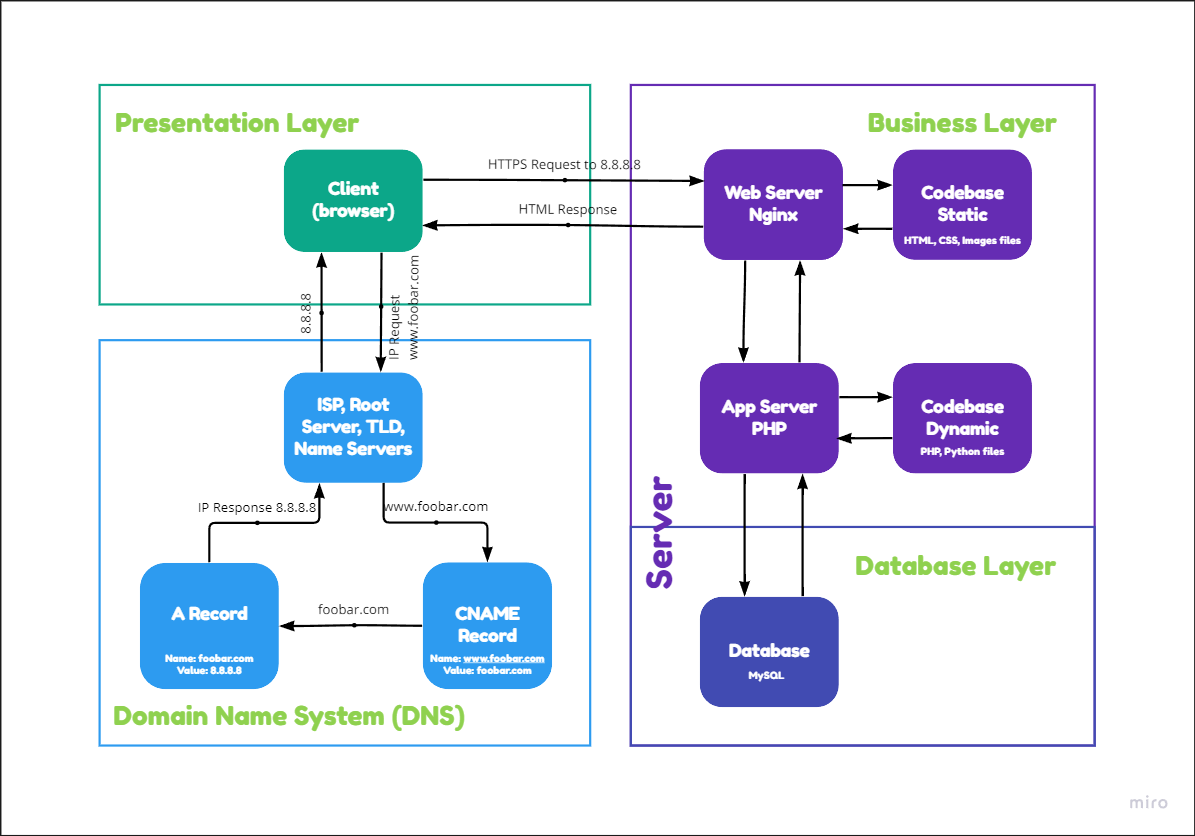 Presentation Layer
Client
(browser)
HTTPS Request to 8.8.8.8
HTML Response
8.8.8.8
IP Request
www.foobar.com
Business Layer
Web Server
Nginx
Codebase
Static
HTML, CSS, Images files
App Server
PHP
Codebase
Dynamic
PHP, Python files
Server
ISP, Root
Server, TLD,
Name Servers
IP Response 8.8.8.8
www.foobar.com
A Record
Name: foobar.com
Value: 8.8.8.8
foobar.com
CNAME
Record
Name: www.foobar.com
Value: foobar.com
Domain Name System (DNS)
Database Layer
Database
MySQL
miro